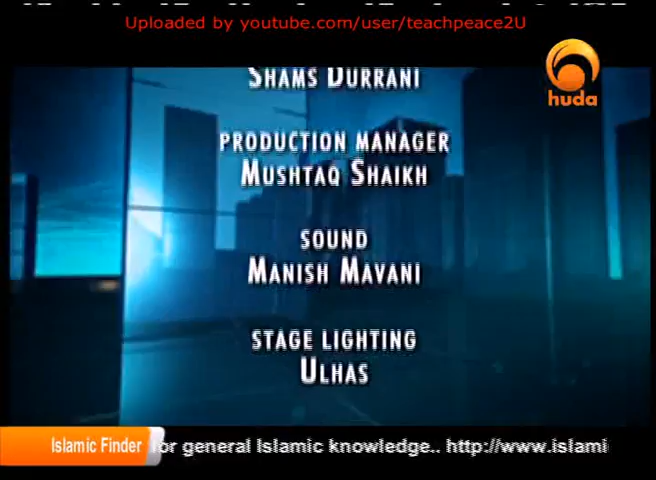 Uploaded by youtube.com/user/teachpeace2U
SHAMS DURRANI
huda
PRODUCTION MANAGER
MUSHTAQ SHAIKH
SOUND
MANISH MAVANI
STAGE LIGHTING
ULHAS
Islamic Finder for general Islamic knowledge.. http://www.islami